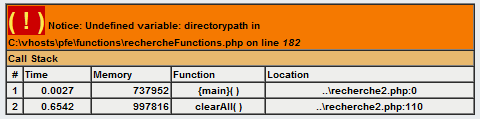 ( ! ) Notice: Undefined variable: directorypath in
C:\vhosts\pfe\functions\rechercheFunctions.php on line 182
Call Stack
# Time Memory Function Location
1 0.0027 737952 {main}( ) ..\recherche2.php:0
2 0.6542 997816 clearAll( ) ..\recherche2.php:110